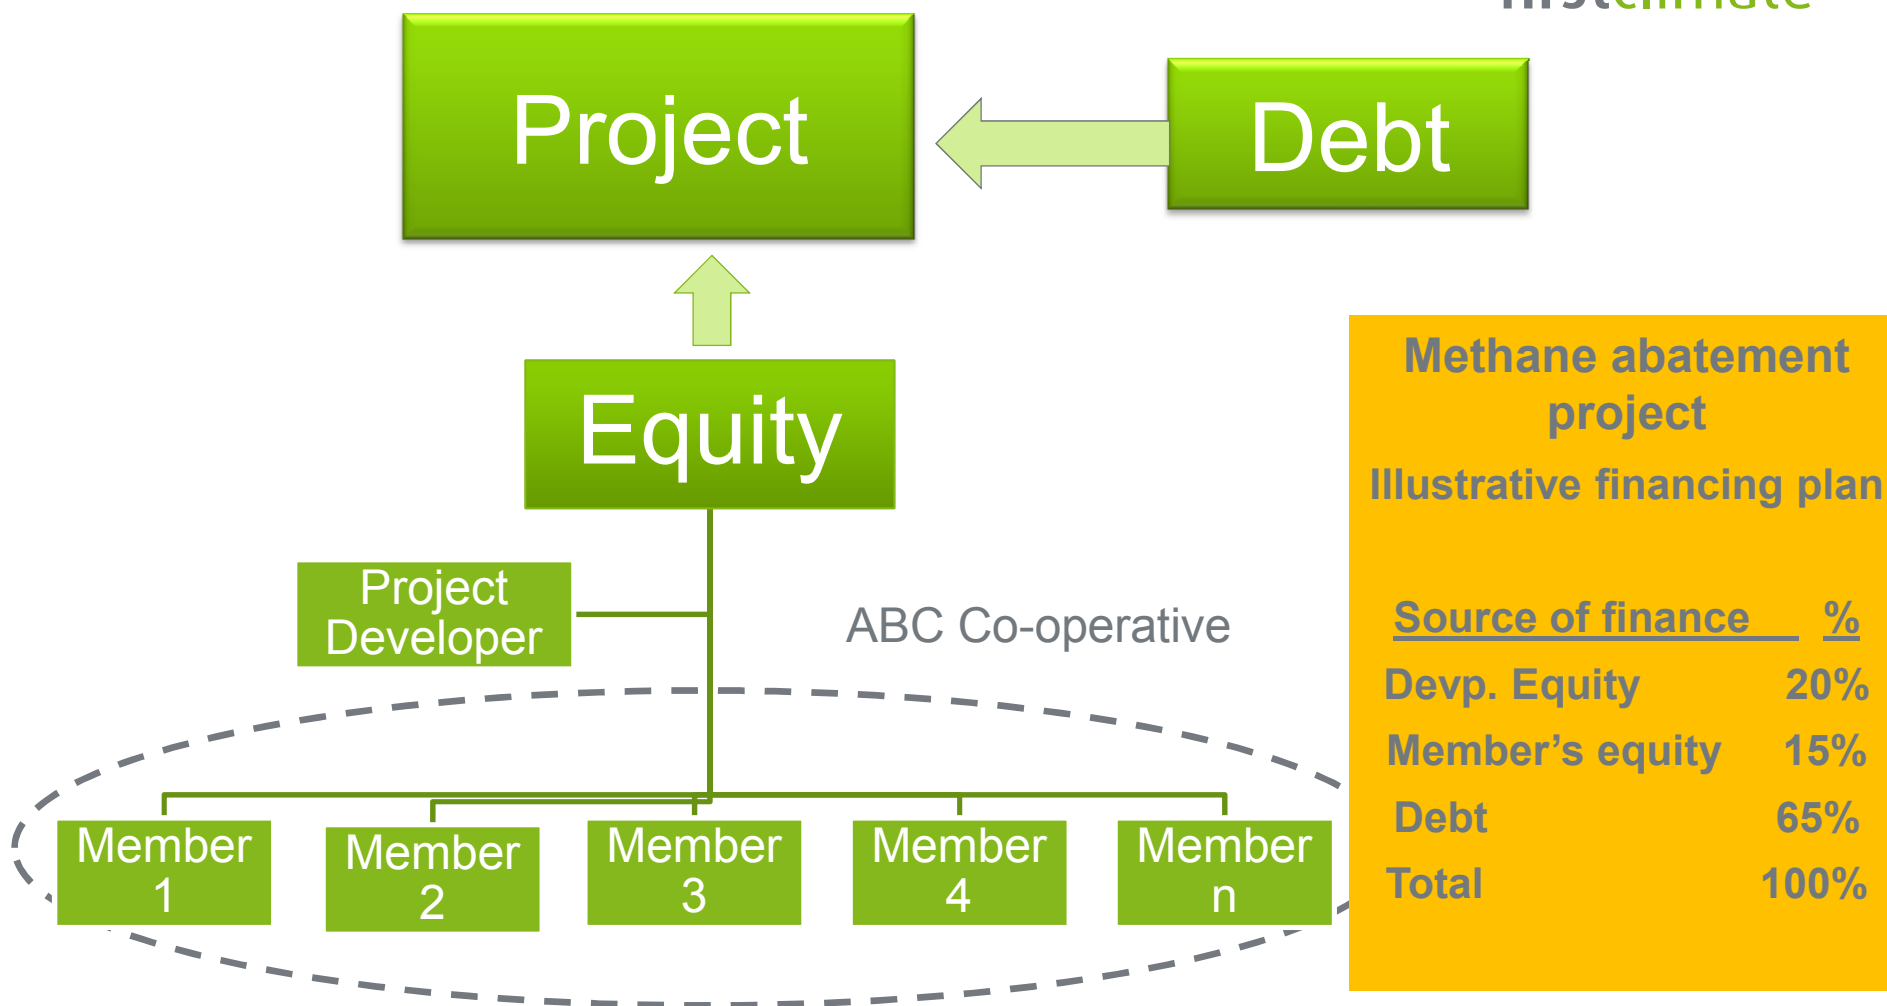 firstclimate
Project
Debt
Equity
Project
Developer
ABC Co-operative
Member
1
Member
2
Member
3
Member
4
Member
n
Methane abatement
project
Illustrative financing plan
Source of finance %
Devp. Equity 20%
Member’s equity 15%
Debt 65%
Total 100%